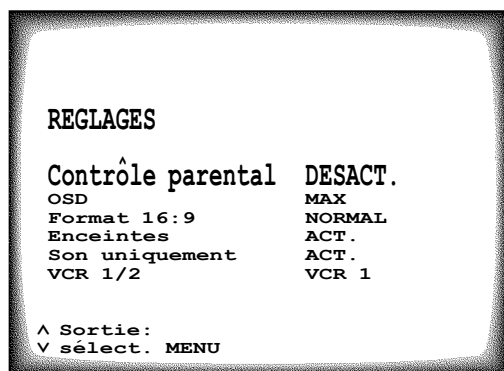 REGLAGES
Contrôle parental DESACT.
OSD MAX
Format 16:9 NORMAL
Enceintes ACT.
Son uniquement ACT.
VCR 1/2 VCR 1
∧ Sortie:
∨ sélect. MENU